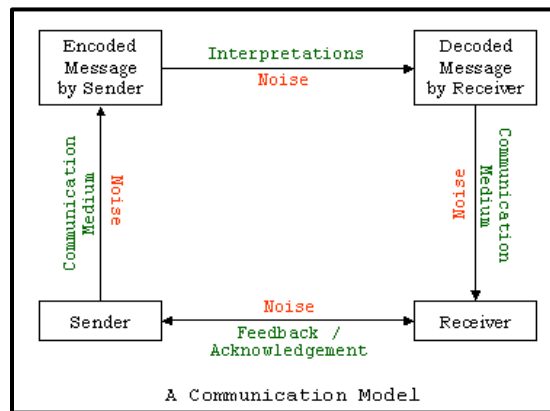 Encoded
Message
by Sender
Interpretations
Noise
Decoded
Message
by Receiver
Communication
Medium
Noise
Noise
Communication
Medium
Sender
Noise
Feedback /
Acknowledgement
Receiver
A Communication Model